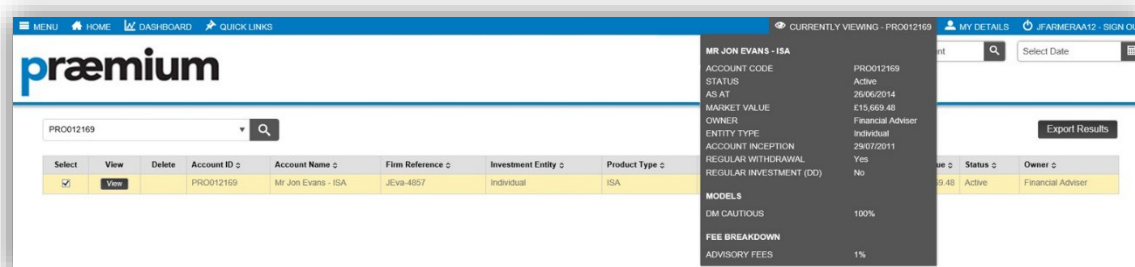 MENU HOME DASHBOARD QUICK LINKS CURRENTLY VIEWING - PRO012169 MY DETAILS JFARMERAA12 - SIGN OU
præmium
MR JON EVANS - ISA
nt Select Date
ACCOUNT CODE PRO012169
STATUS Active
AS AT 26/06/2014
MARKET VALUE £15,669.48
OWNER Financial Adviser
ENTITY TYPE Individual
ACCOUNT INCEPTION 29/07/2011
REGULAR WITHDRAWAL Yes
REGULAR INVESTMENT (DD) No
MODELS
DM CAUTIOUS 100%
FEE BREAKDOWN
ADVISORY FEES 1%
PRO012169 Export Results
Select View Delete Account ID Account Name Firm Reference Investment Entity Product Type ue Status Owner
View PRO012169 Mr Jon Evans - ISA JEva-4857 Individual ISA 69.48 Active Financial Adviser